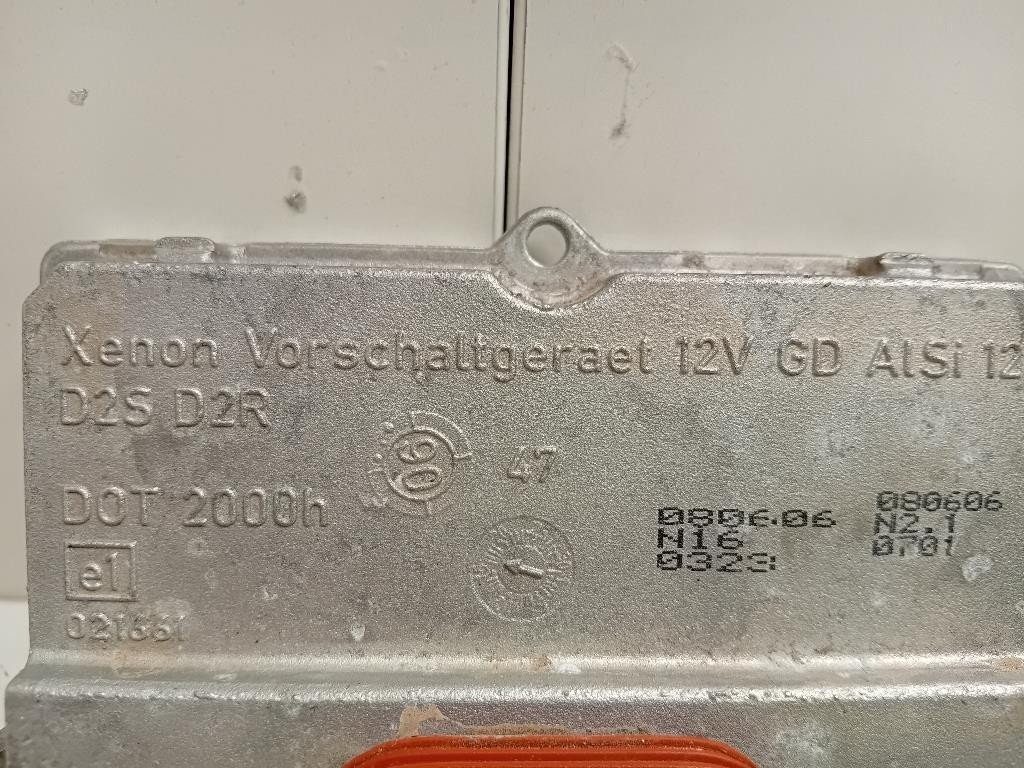 Xenon Vorschaltgeraet 12V GD AlSi 12
D2S D2R
06
47
DOT 2000h
e1
021661
080606
N16
0323
080606
N2.1
0701